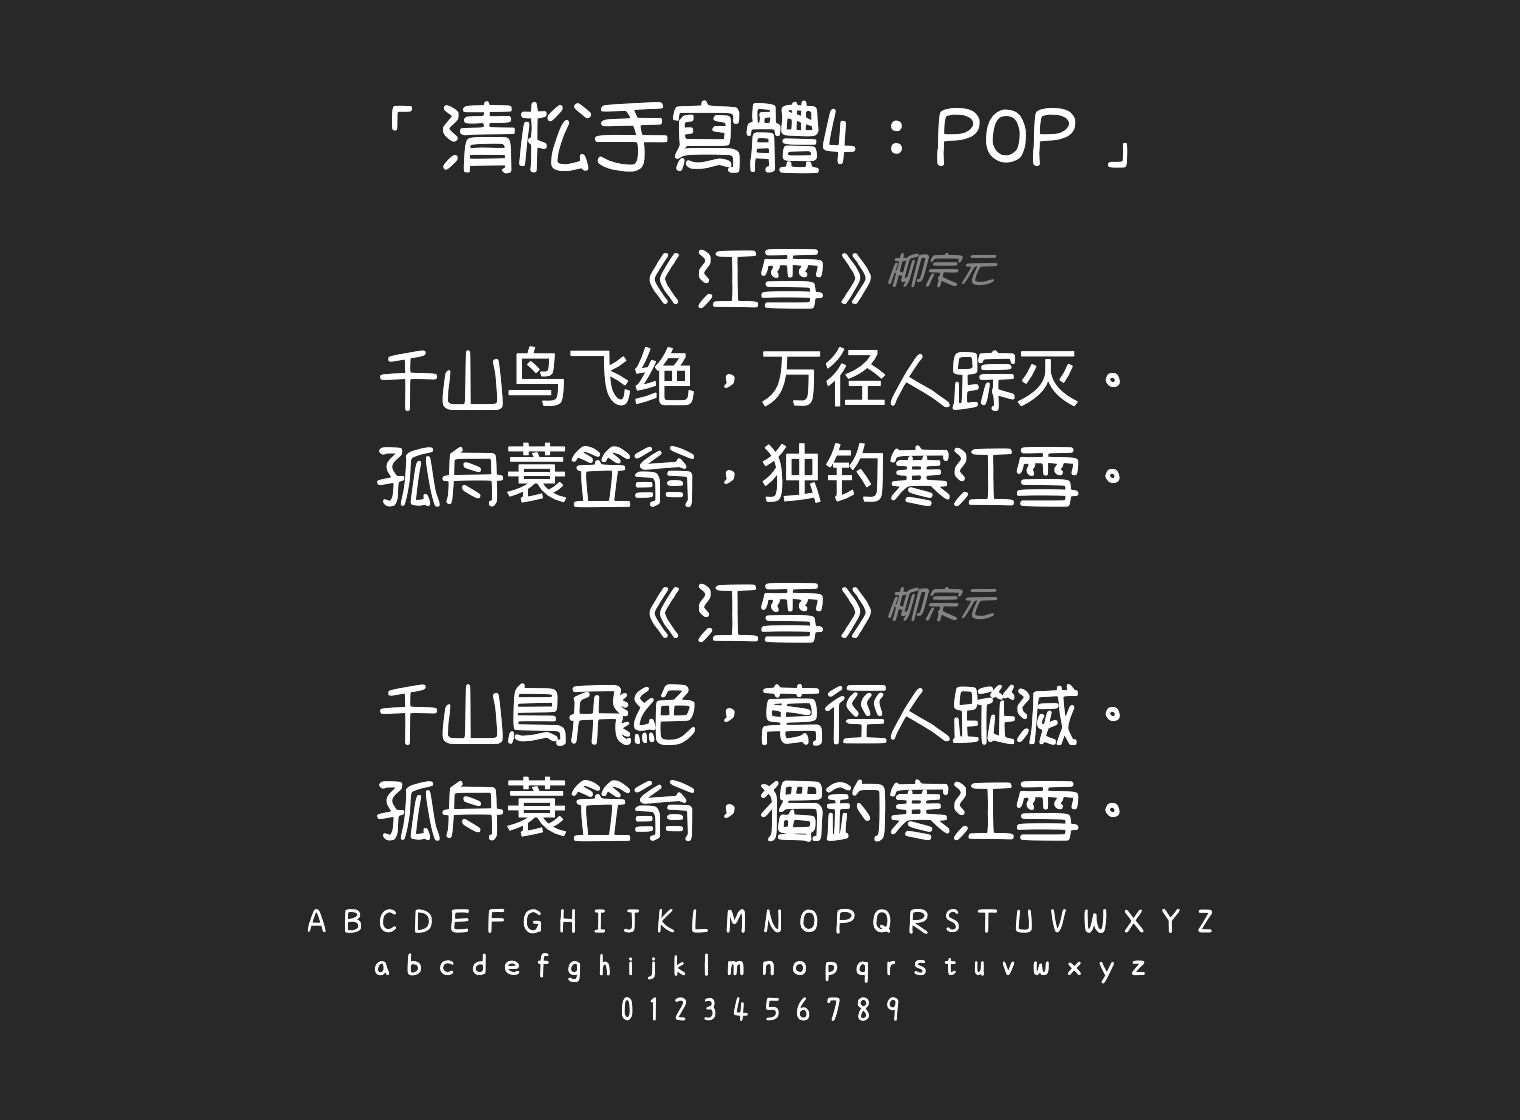 「清松手寫體4：POP」
《江雪》柳宗元
千山鸟飞绝，万径人踪灭。
孤舟蓑笠翁，独钓寒江雪。
《江雪》柳宗元
千山鳥飛絕，萬徑人蹤滅。
孤舟蓑笠翁，獨釣寒江雪。
A B C D E F G H I J K L M N O P Q R S T U V W X Y Z
a b c d e f g h i j k l m n o p q r s t u v w x y z
0 1 2 3 4 5 6 7 8 9